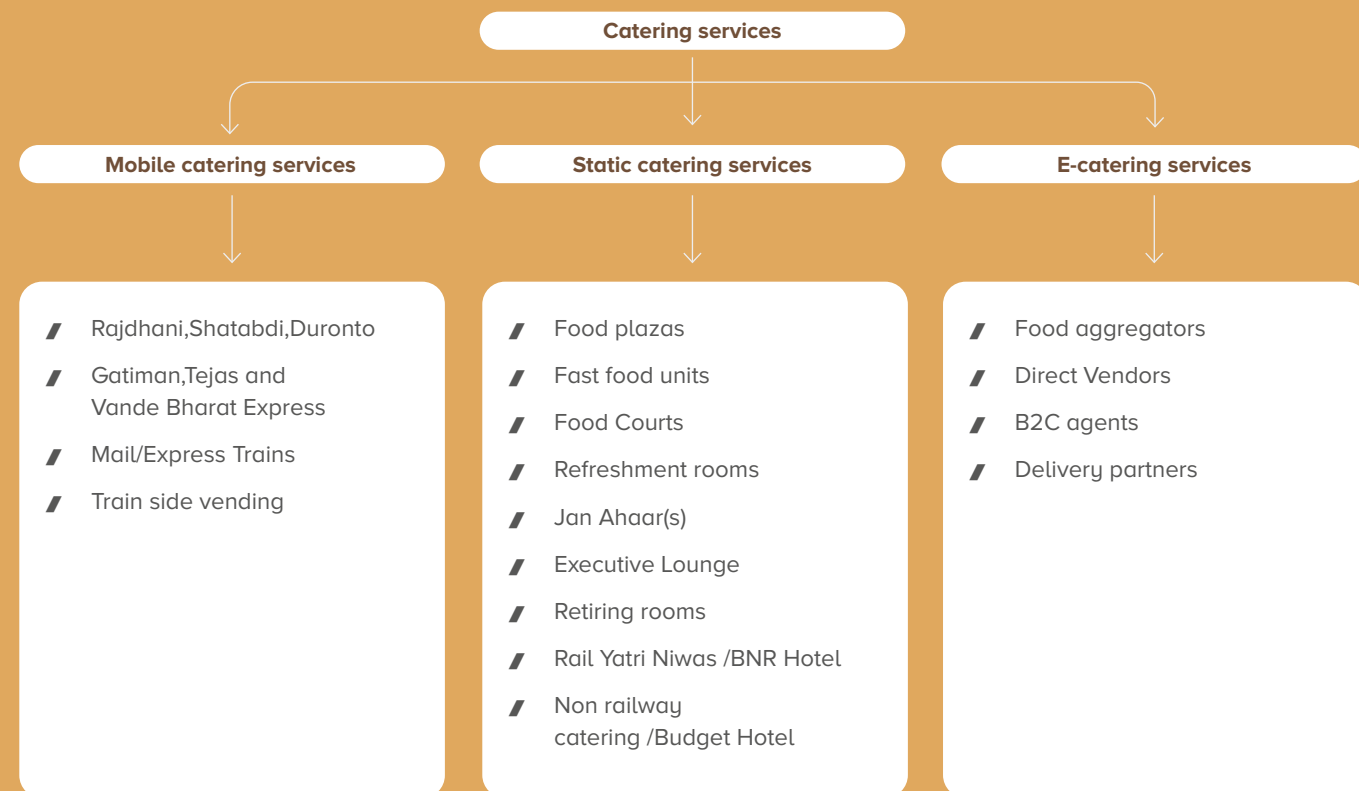 Catering services
Mobile catering services
Static catering services
E-catering services
Rajdhani,Shatabdi,Duronto
Gatiman,Tejas and
Vande Bharat Express
Mail/Express Trains
Train side vending
Food plazas
Fast food units
Food Courts
Refreshment rooms
Jan Ahaar(s)
Executive Lounge
Retiring rooms
Rail Yatri Niwas /BNR Hotel
Non railway
catering /Budget Hotel
Food aggregators
Direct Vendors
B2C agents
Delivery partners